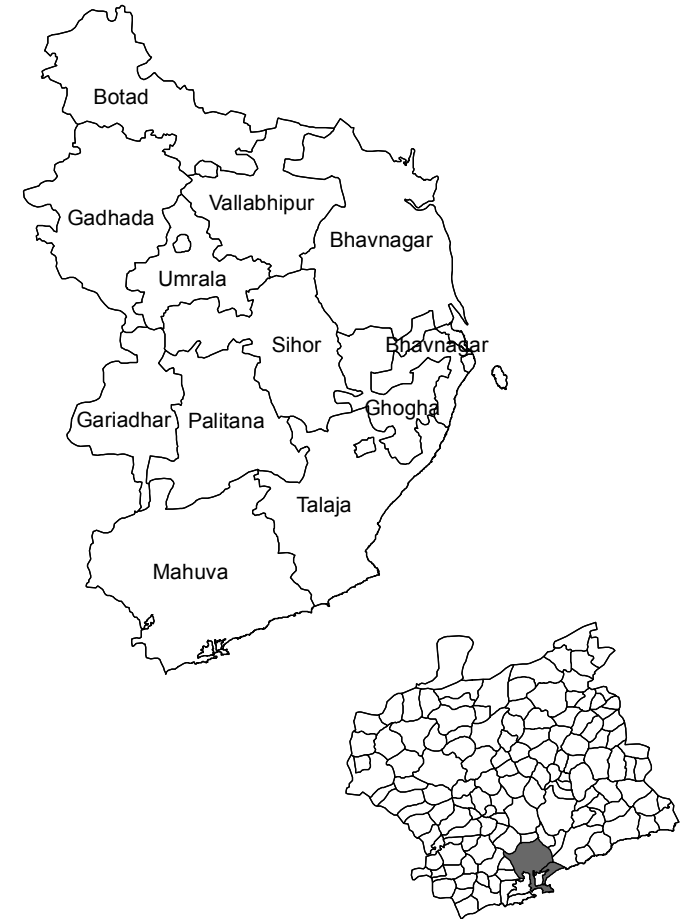 Botad
Vallabhipur
Gadhada
Bhavnagar
Umrala
Sihor
Bhavnagar
Ghogha
Gariadhar
Palitana
Talaja
Mahuva